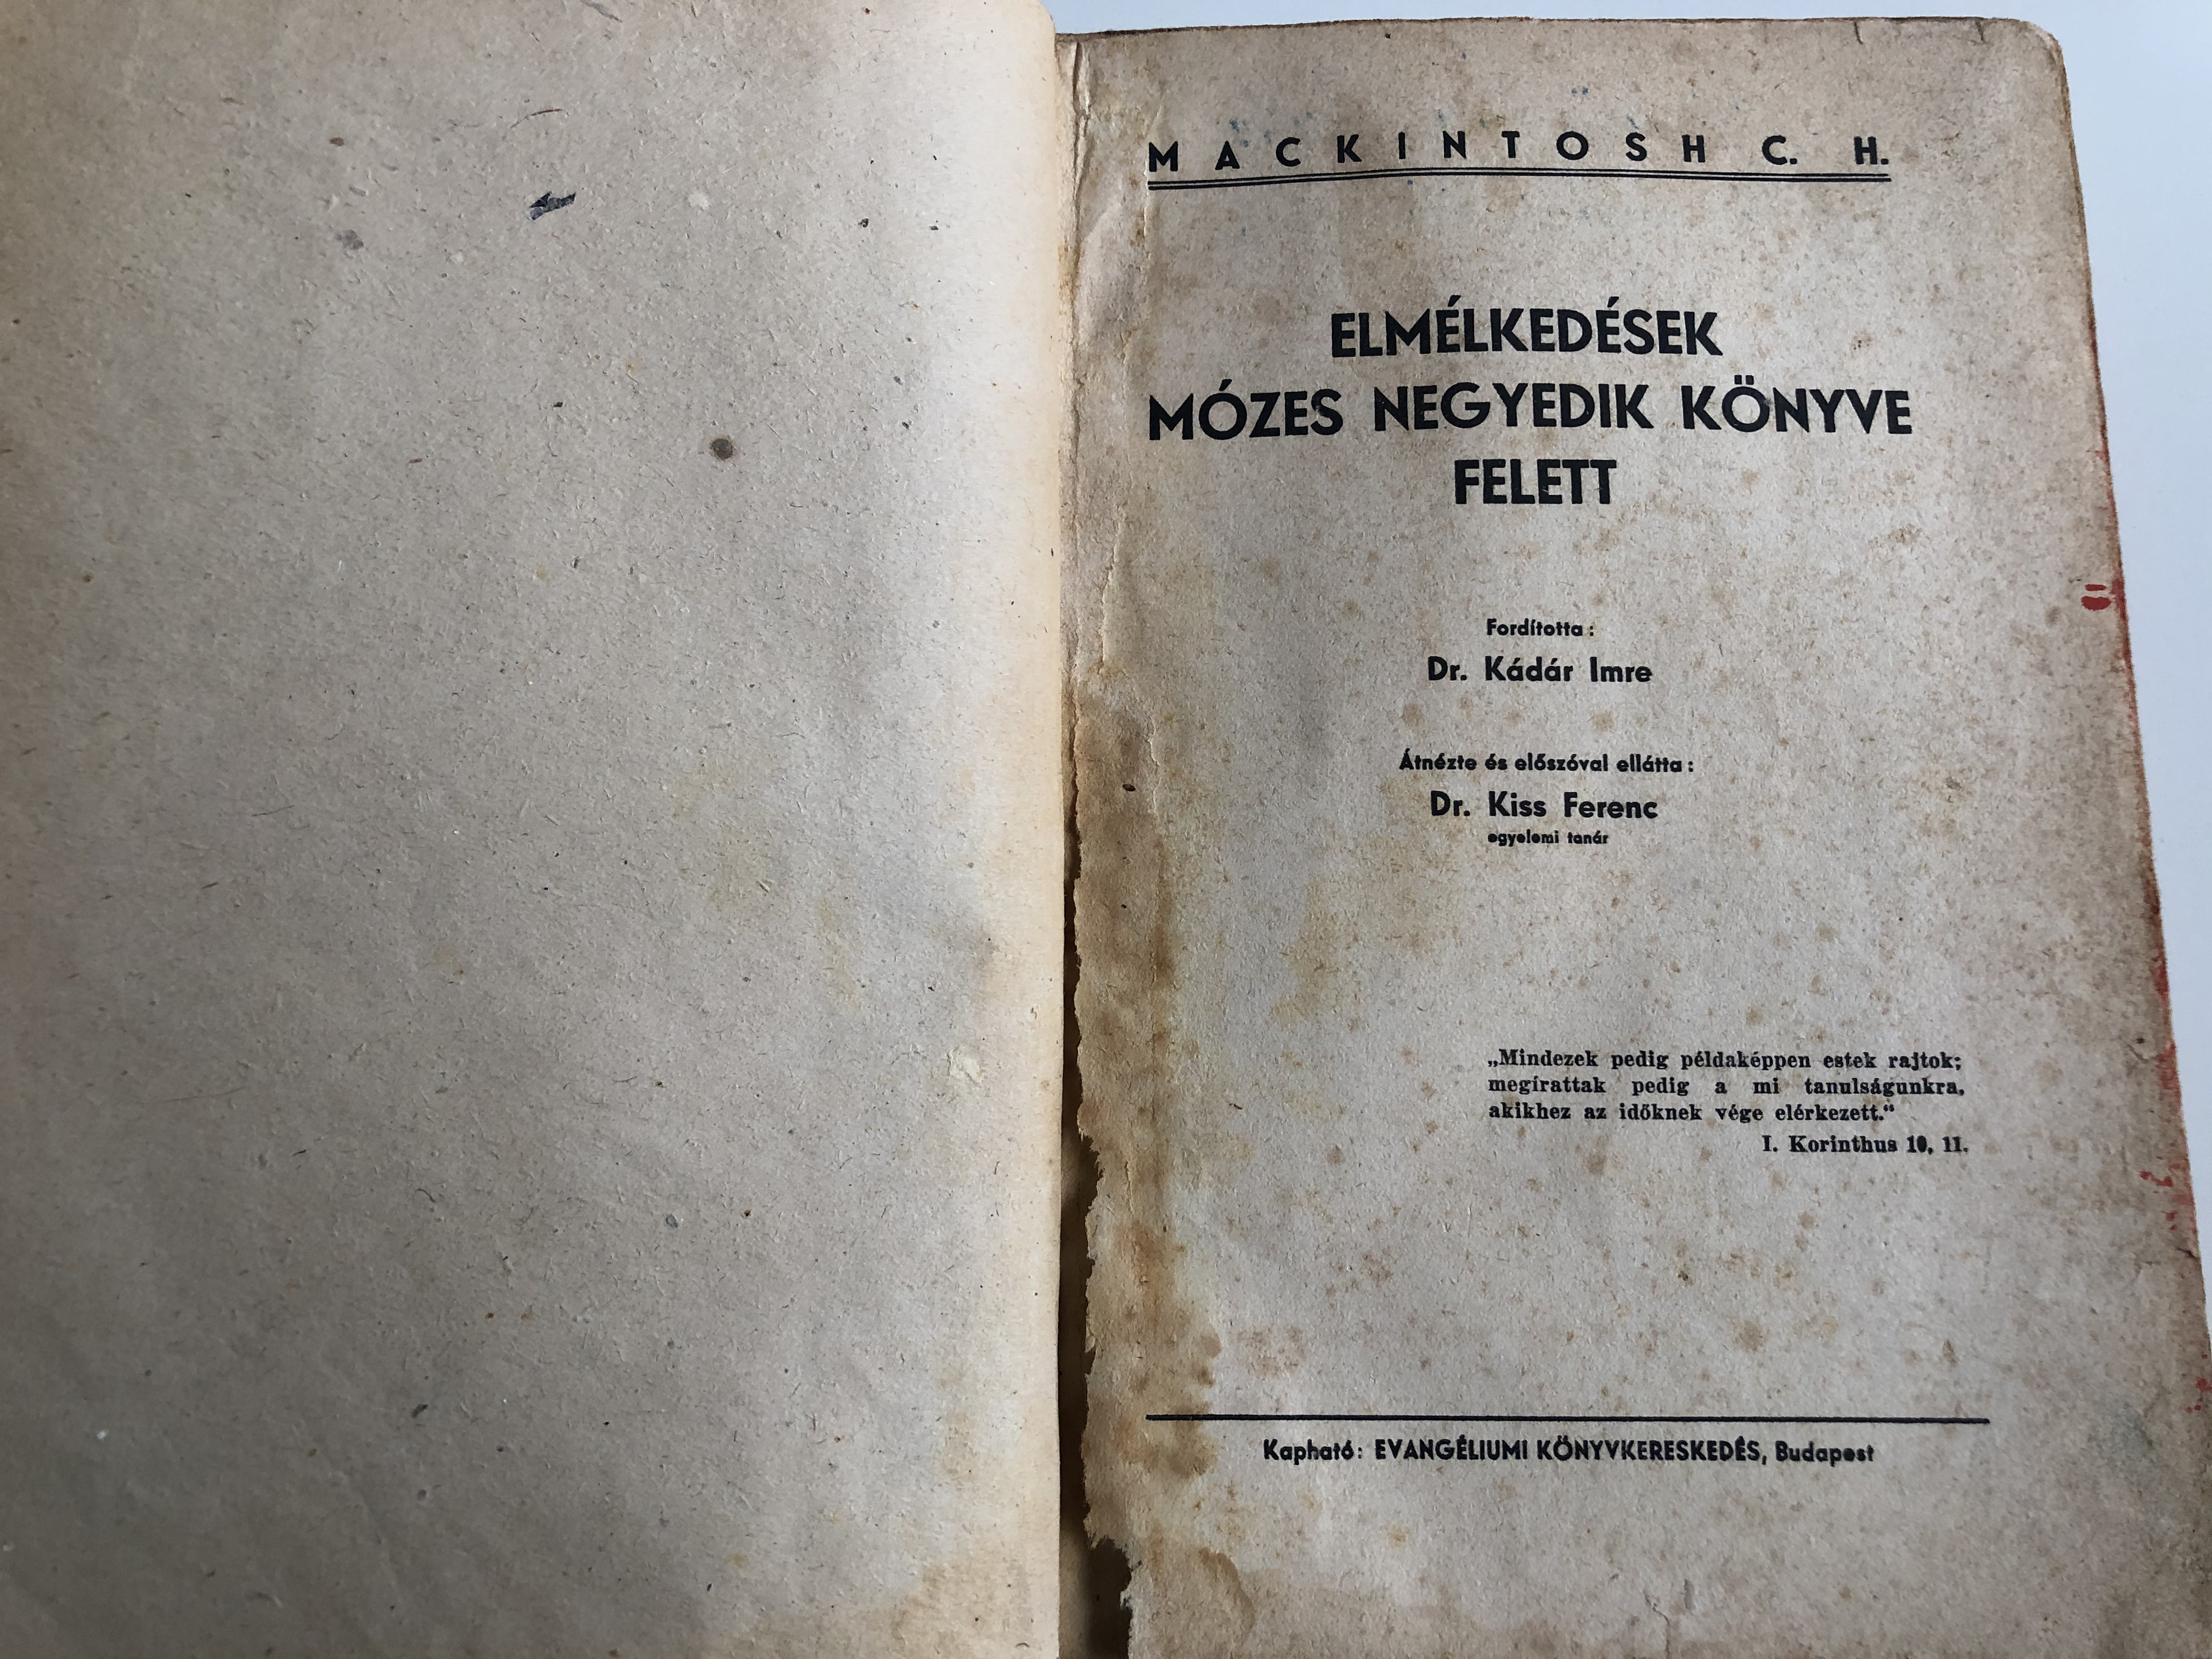 MACKINTOSH C. H.
ELMÉLKEDÉSEK
MÓZES NEGYEDIK KÖNYVE
FELETT
Fordította:
Dr. Kádár Imre
Átnézte és előszóval ellátta:
Dr. Kiss Ferenc
egyelemi tanár
„Mindezek pedig példaképpen estek rajtok;
megírattak pedig a mi tanulságunkra,
akikhez az időknek vége elérkezett.“
I. Korinthus 10, 11.
Kapható: EVANGÉLIUMI KÖNYVKERESKEDÉS, Budapest